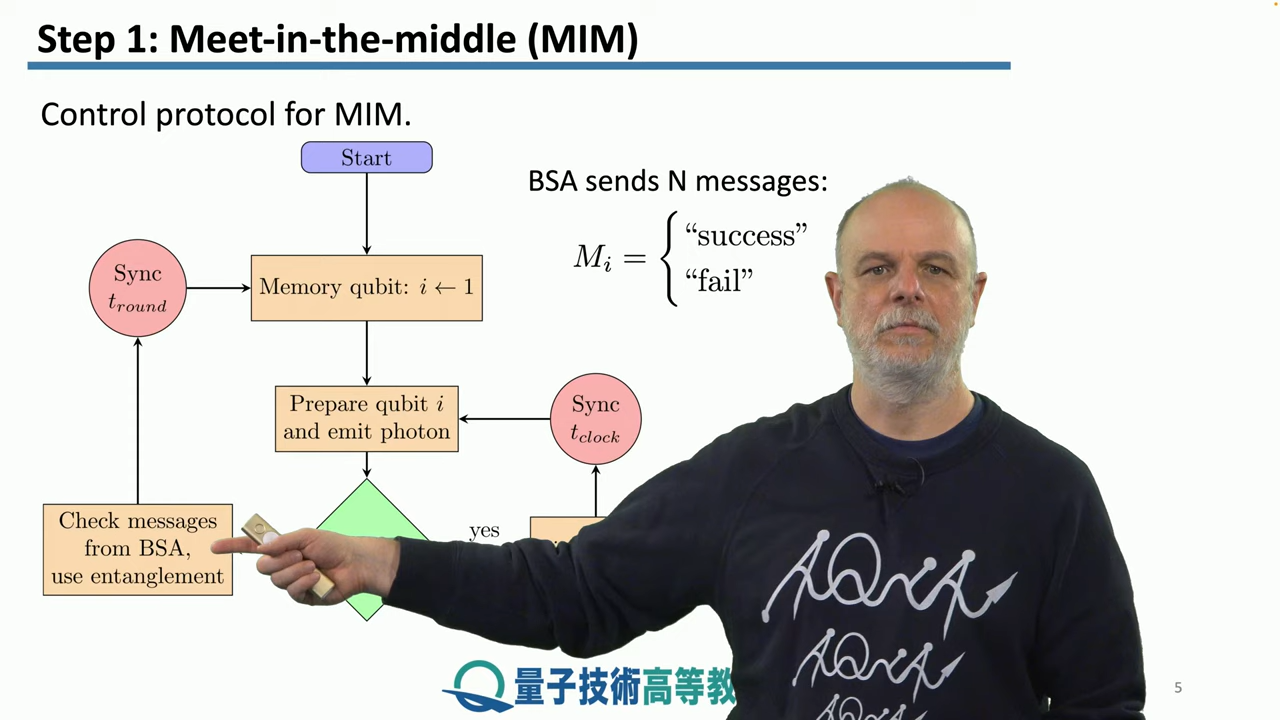 Step 1: Meet-in-the-middle (MIM)
Control protocol for MIM.
Start
BSA sends N messages:
M_i = { "success"
"fail"
Sync
t_round
Memory qubit: i ← 1
Prepare qubit i
and emit photon
Sync
t_clock
Check messages
from BSA,
use entanglement
yes
量子技術高等教
5